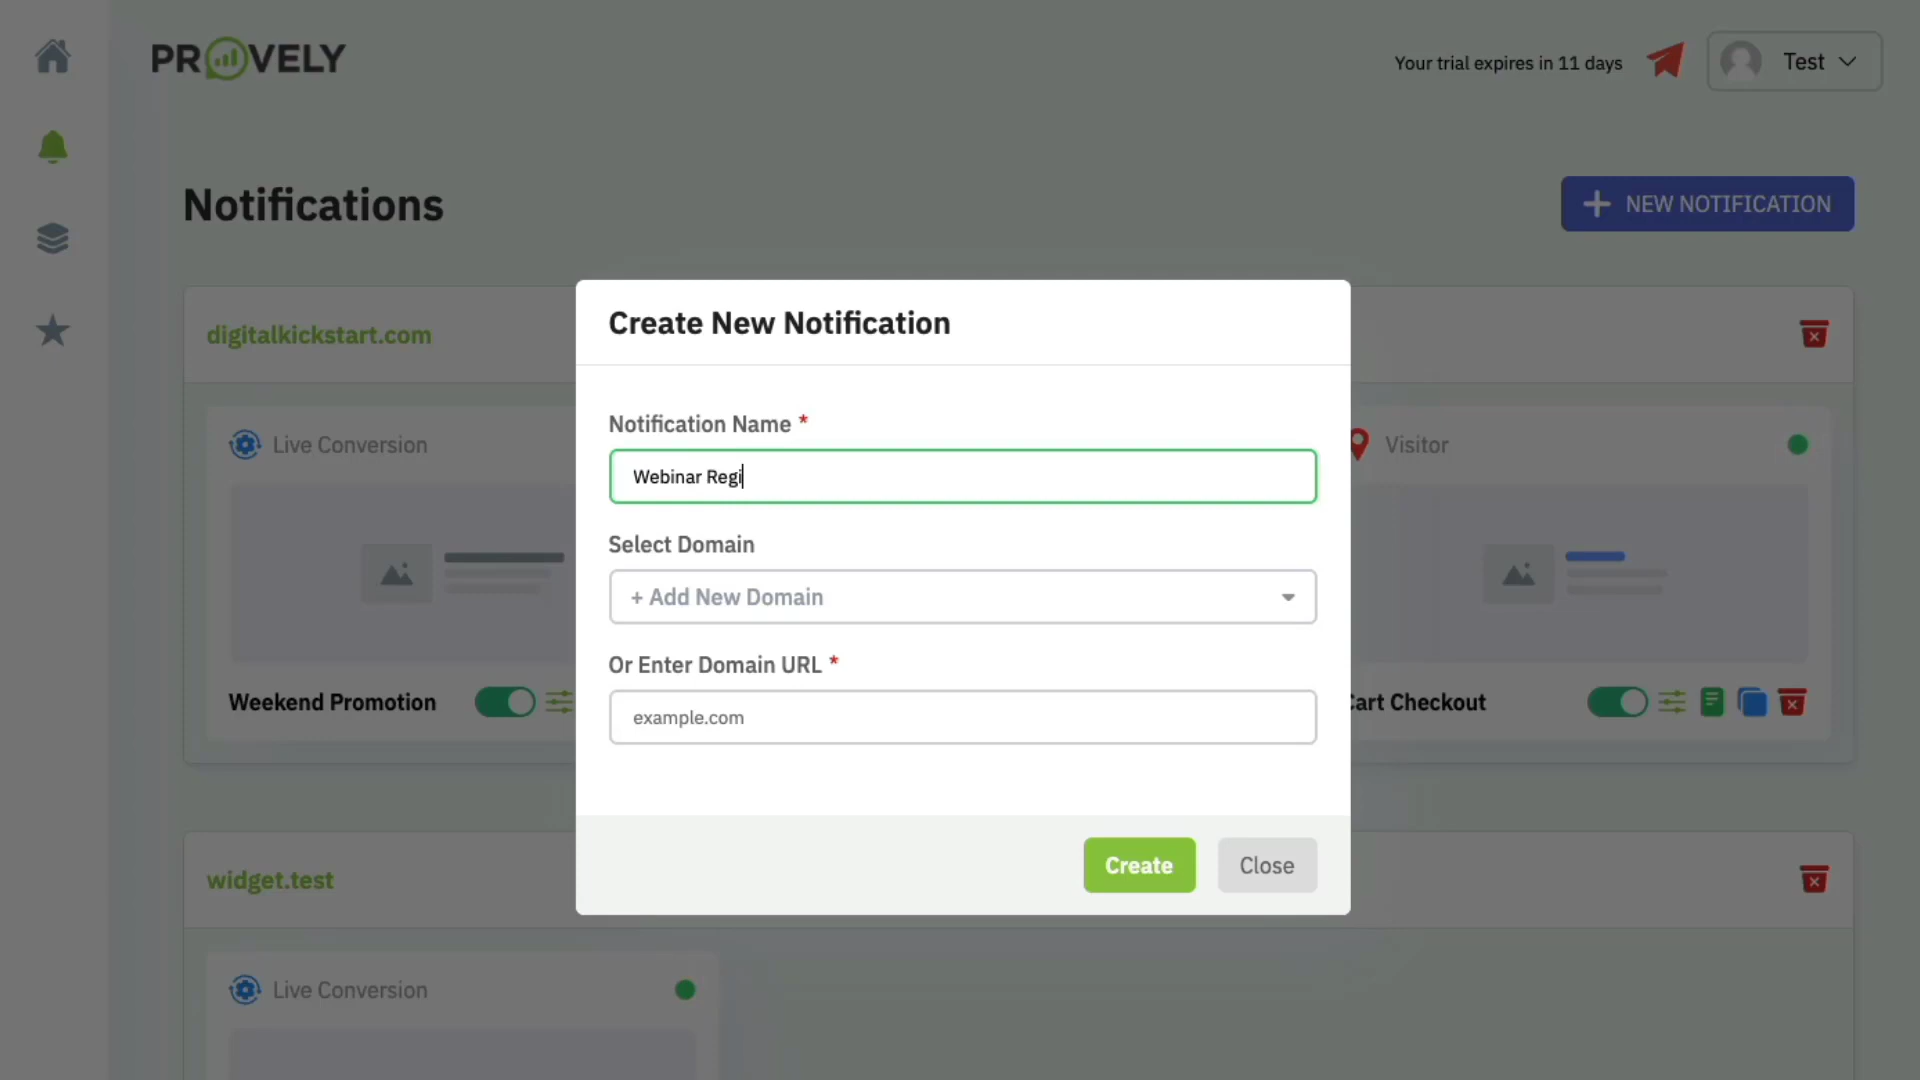 PROVELY
Your trial expires in 11 days
Test
Notifications
NEW NOTIFICATION
digitalkickstart.com
Create New Notification
Live Conversion
Notification Name *
Visitor
Webinar Regi
Select Domain
+ Add New Domain
Or Enter Domain URL *
Weekend Promotion
example.com
Cart Checkout
Create
Close
widget.test
Live Conversion